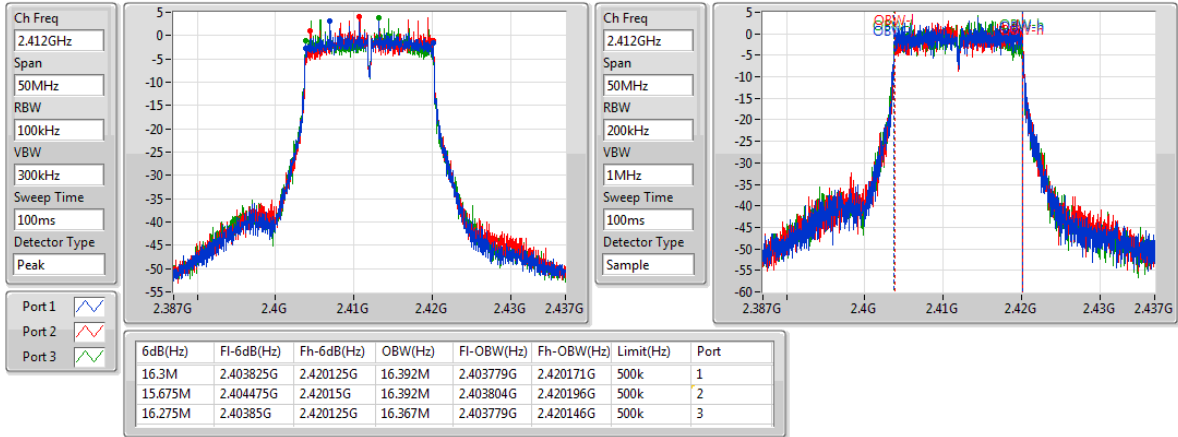 Ch Freq
2.412GHz
Span
50MHz
RBW
100kHz
VBW
300kHz
Sweep Time
100ms
Detector Type
Peak
Port 1
Port 2
Port 3
5
0
-5
-10
-15
-20
-25
-30
-35
-40
-45
-50
-55
2.387G 2.4G 2.41G 2.42G 2.43G 2.437G
Ch Freq
2.412GHz
Span
50MHz
RBW
200kHz
VBW
1MHz
Sweep Time
100ms
Detector Type
Sample
5
0
-5
-10
-15
-20
-25
-30
-35
-40
-45
-50
-55
-60
OBW-l OBW-h
2.387G 2.4G 2.41G 2.42G 2.43G 2.437G
6dB(Hz) Fl-6dB(Hz) Fh-6dB(Hz) OBW(Hz) Fl-OBW(Hz) Fh-OBW(Hz) Limit(Hz) Port
16.3M 2.403825G 2.420125G 16.392M 2.403779G 2.420171G 500k 1
15.675M 2.404475G 2.42015G 16.392M 2.403804G 2.420196G 500k 2
16.275M 2.40385G 2.420125G 16.367M 2.403779G 2.420146G 500k 3